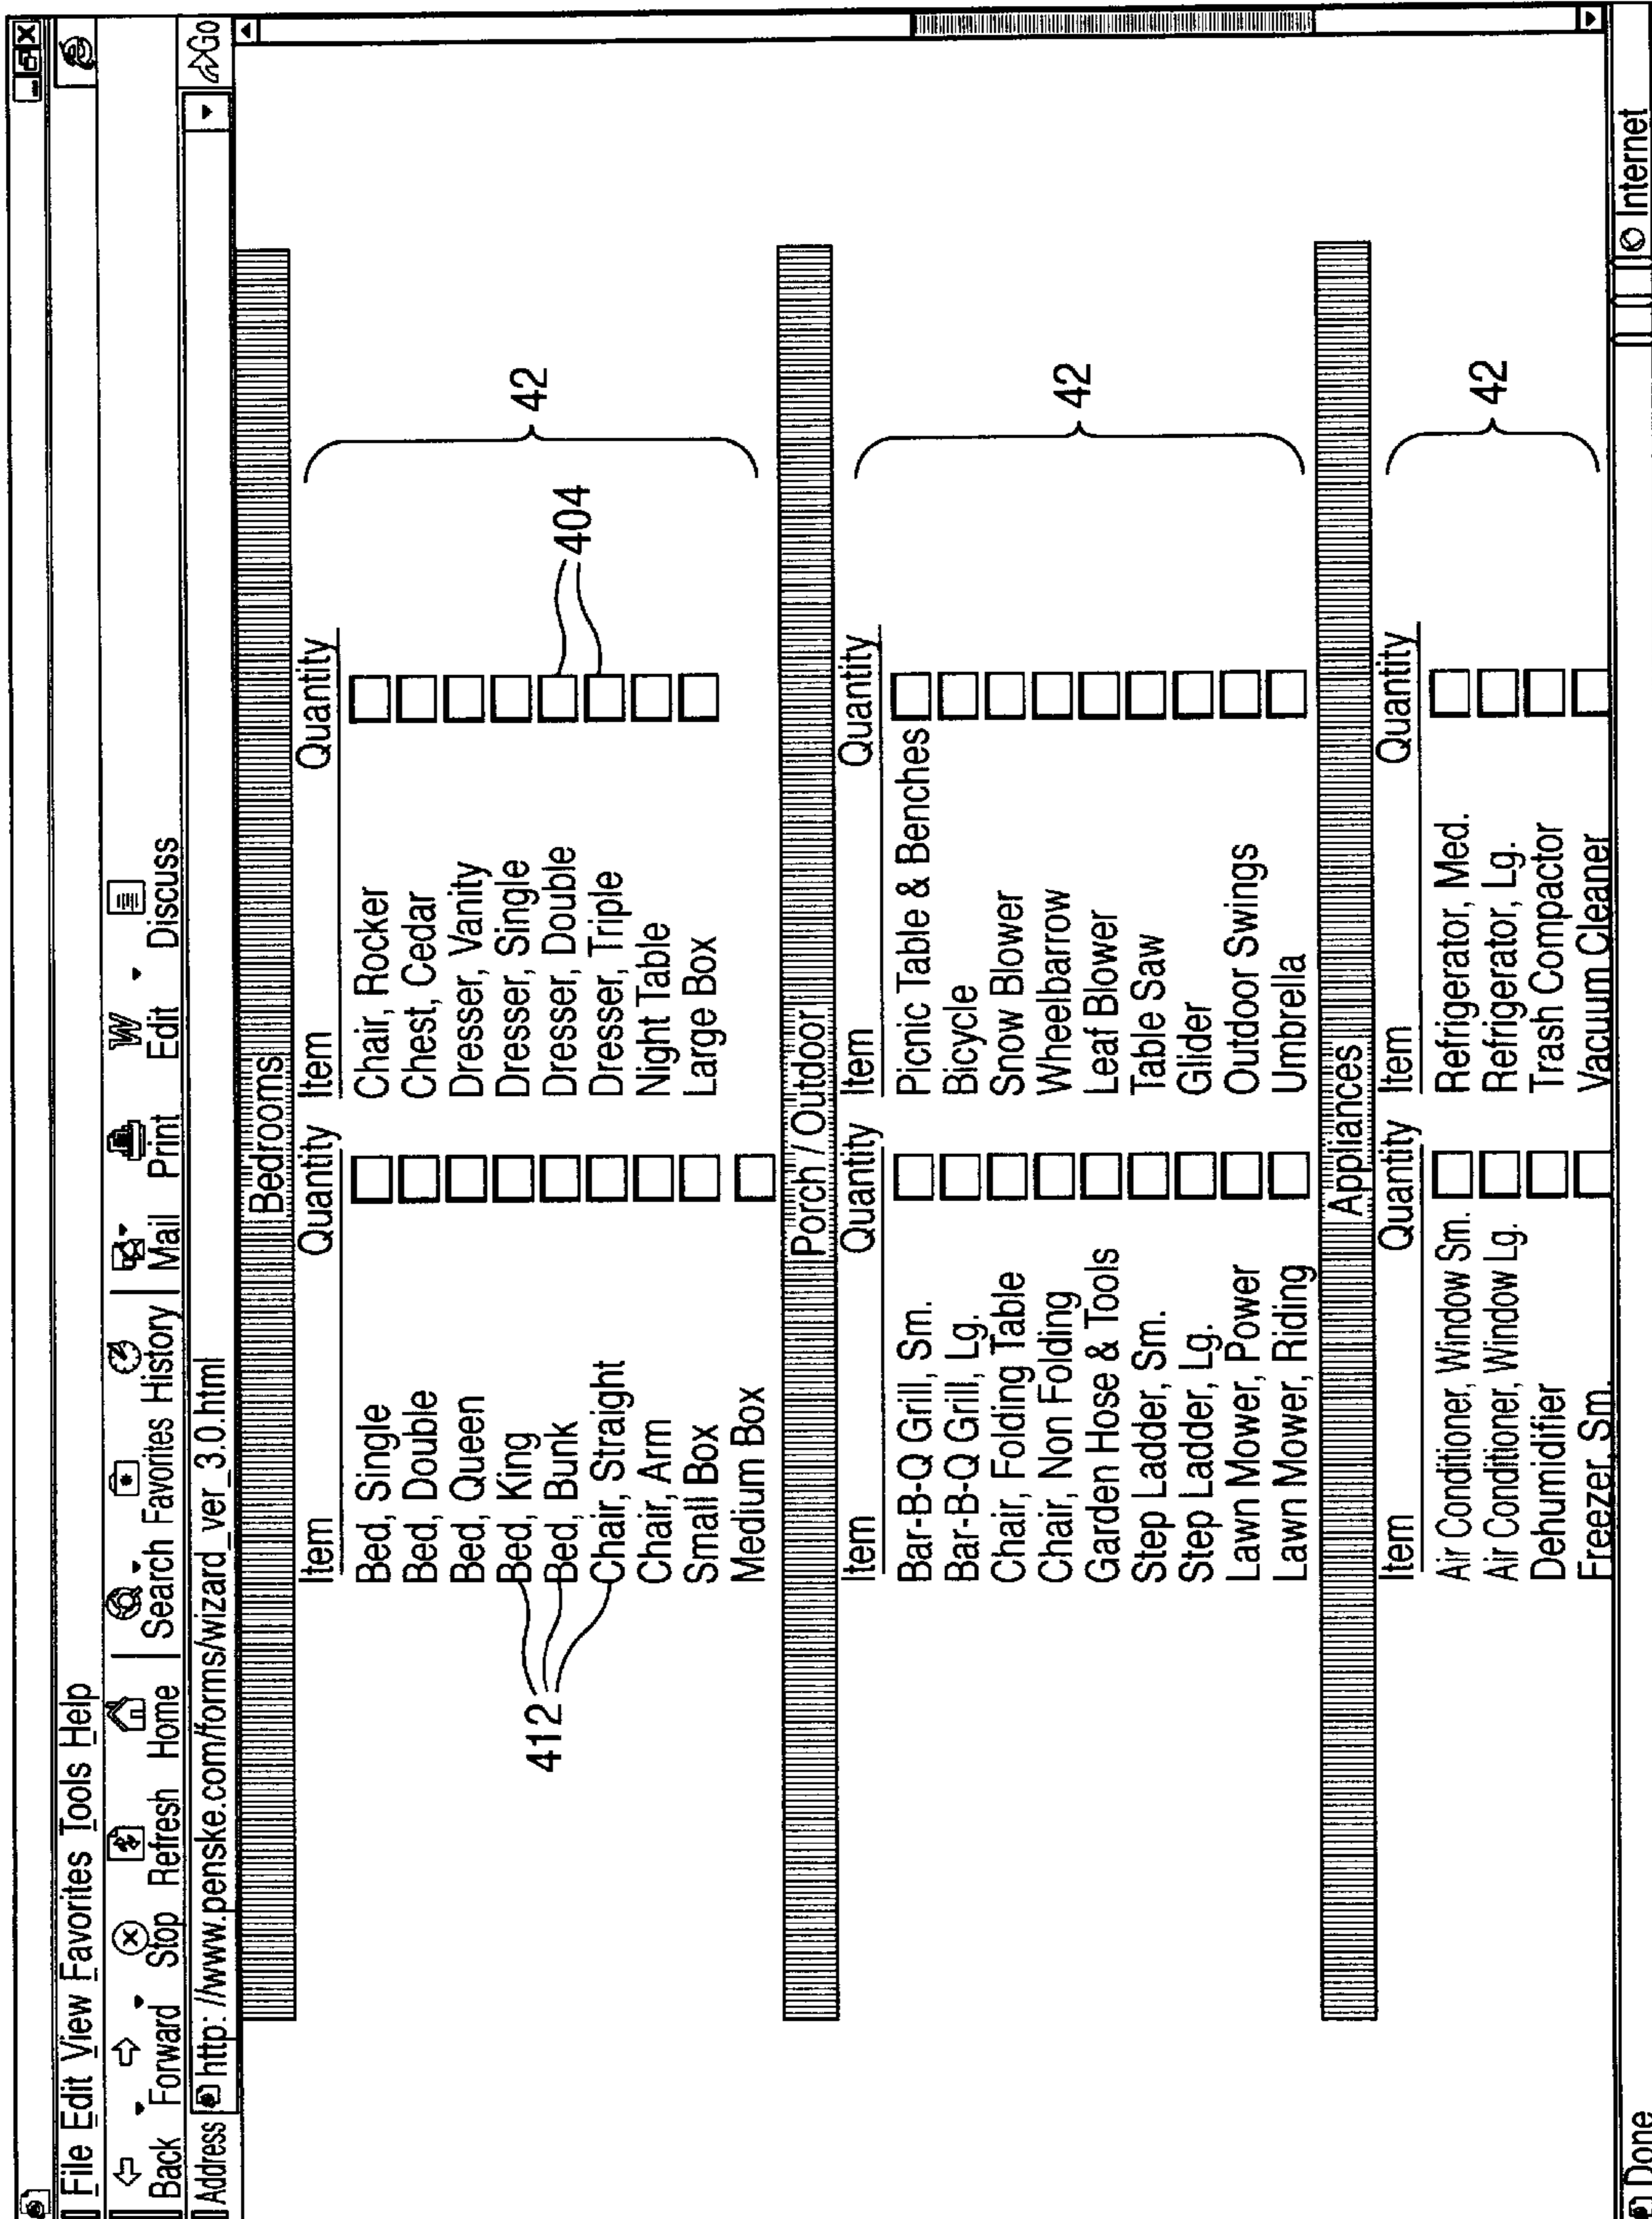 File Edit View Favorites Tools Help
Back Forward Stop Refresh Home Search Favorites History Mail Print Edit Discuss
Address http: //www.penske.com/forms/wizard_ver_3.0.html Go
Bedrooms
Item Quantity Item Quantity
Bed, Single Chair, Rocker
Bed, Double Chest, Cedar
Bed, Queen Dresser, Vanity
Bed, King Dresser, Single
Bed, Bunk Dresser, Double
Chair, Straight Dresser, Triple
Chair, Arm Night Table
Small Box Large Box
Medium Box
412
404
42
Porch / Outdoor
Item Quantity Item Quantity
Bar-B-Q Grill, Sm. Picnic Table & Benches
Bar-B-Q Grill, Lg. Bicycle
Chair, Folding Table Snow Blower
Chair, Non Folding Wheelbarrow
Garden Hose & Tools Leaf Blower
Step Ladder, Sm. Table Saw
Step Ladder, Lg. Glider
Lawn Mower, Power Outdoor Swings
Lawn Mower, Riding Umbrella
42
Appliances
Item Quantity Item Quantity
Air Conditioner, Window Sm. Refrigerator, Med.
Air Conditioner, Window Lg. Refrigerator, Lg.
Dehumidifier Trash Compactor
Freezer, Sm. Vacuum Cleaner
42
Done Internet